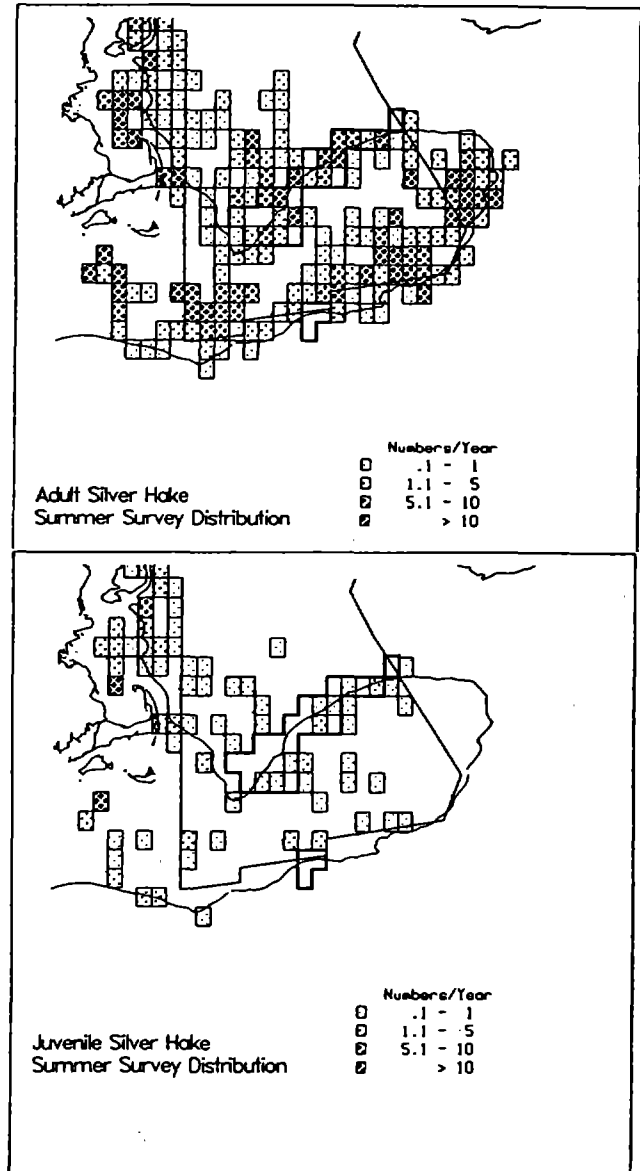 Numbers/Year
.1 - 1
1.1 - 5
5.1 - 10
> 10
Adult Silver Hake
Summer Survey Distribution
Numbers/Year
.1 - 1
1.1 - 5
5.1 - 10
> 10
Juvenile Silver Hake
Summer Survey Distribution